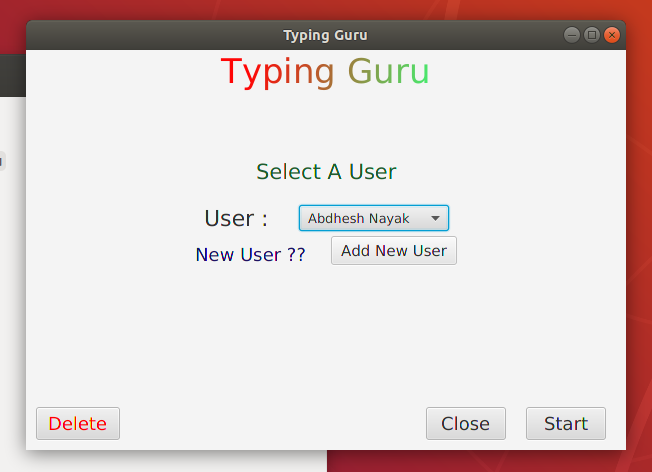 Typing Guru
Typing Guru
Select A User
User : Abdhesh Nayak
New User ?? Add New User
Delete Close Start